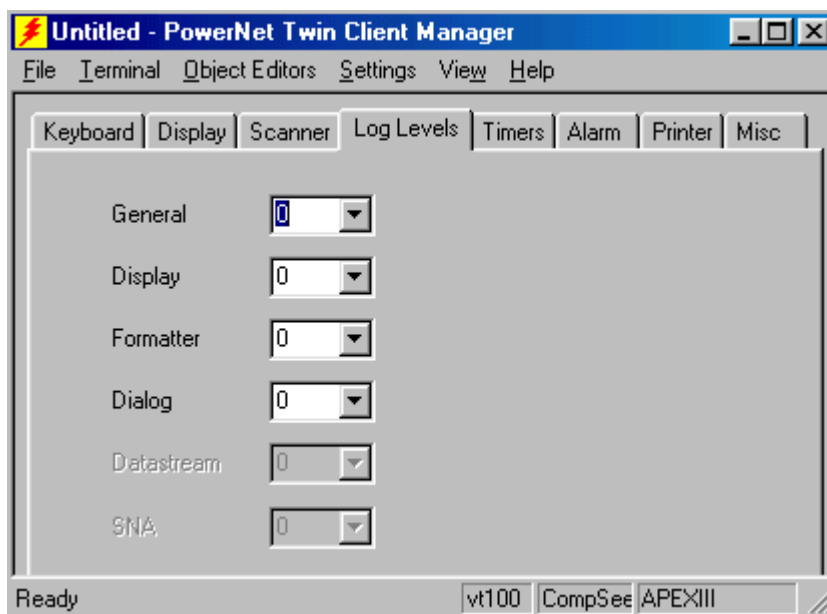 Untitled - PowerNet Twin Client Manager
File Terminal Object Editors Settings View Help
Keyboard Display Scanner Log Levels Timers Alarm Printer Misc
General 0
Display 0
Formatter 0
Dialog 0
Datastream 0
SNA 0
Ready vt100 CompSee APEXIII